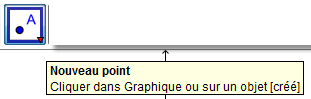 A
Nouveau point
Cliquer dans Graphique ou sur un objet [créé]